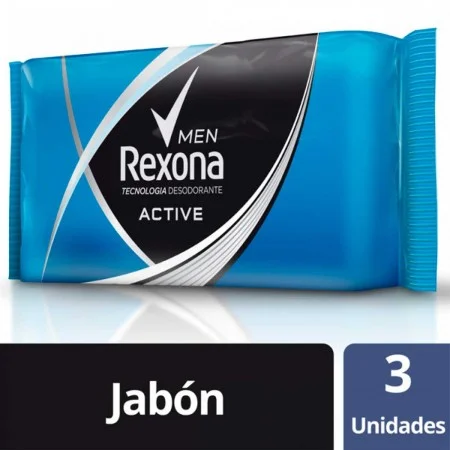 MEN
Rexona
TECNOLOGIA DESODORANTE
ACTIVE
Jabón
3
Unidades